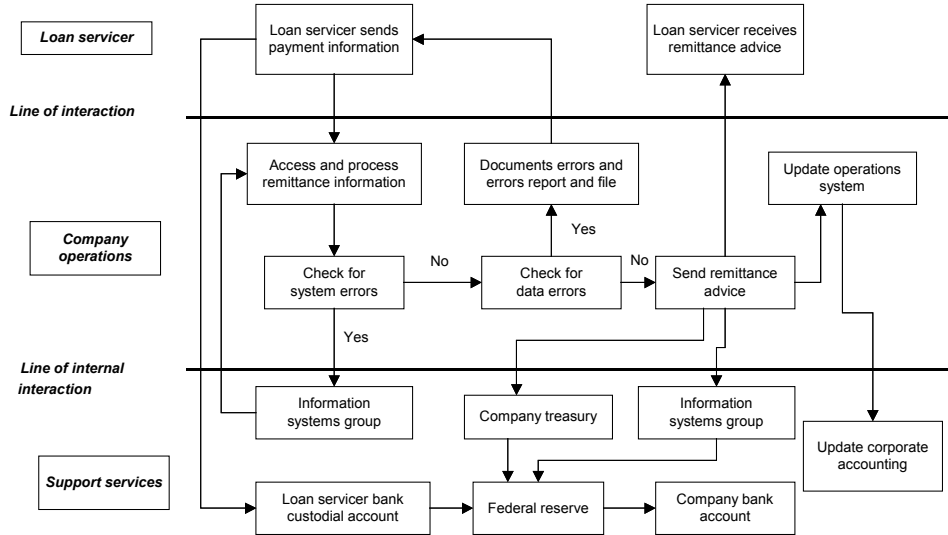 Loan servicer
Loan servicer sends
payment information
Loan servicer receives
remittance advice
Line of interaction
Access and process
remittance information
Documents errors and
errors report and file
Update operations
system
Yes
Company
operations
No
No
Check for
system errors
Check for
data errors
Send remittance
advice
Yes
Line of internal
interaction
Information
systems group
Company treasury
Information
systems group
Update corporate
accounting
Support services
Loan servicer bank
custodial account
Federal reserve
Company bank
account